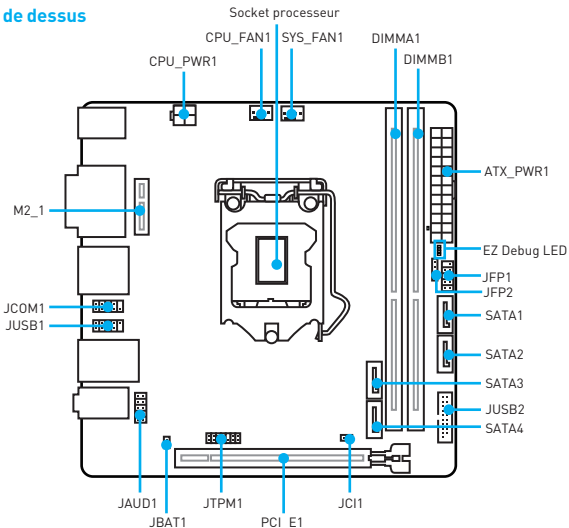 de dessus
Socket processeur
CPU_FAN1
SYS_FAN1
DIMMA1
CPU_PWR1
DIMMB1
ATX_PWR1
M2_1
EZ Debug LED
JFP1
JFP2
JCOM1
SATA1
JUSB1
SATA2
SATA3
JUSB2
SATA4
JAUD1
JTPM1
JCI1
JBAT1
PCI_E1